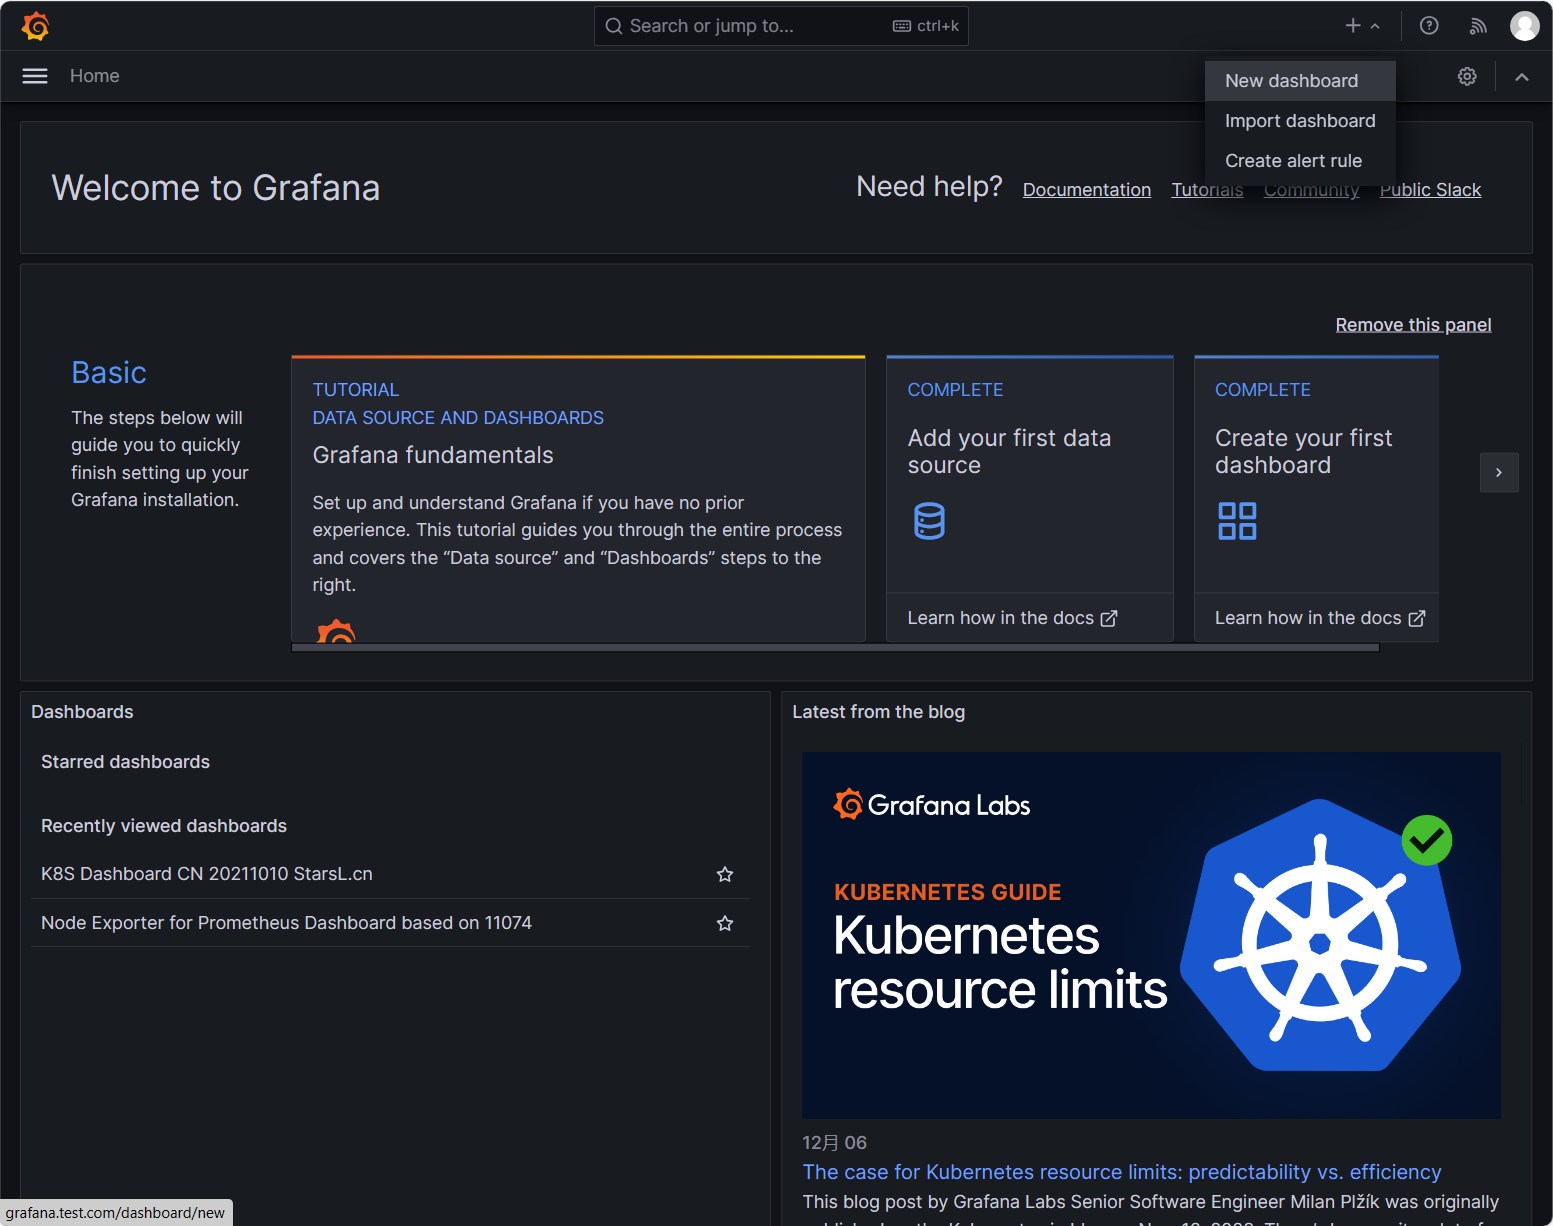 Search or jump to...
ctrl+k
Home
New dashboard
Import dashboard
Create alert rule
Welcome to Grafana
Need help?
Documentation
Tutorials
Community
Public Slack
Remove this panel
Basic
The steps below will
guide you to quickly
finish setting up your
Grafana installation.
TUTORIAL
DATA SOURCE AND DASHBOARDS
Grafana fundamentals
Set up and understand Grafana if you have no prior
experience. This tutorial guides you through the entire process
and covers the “Data source” and “Dashboards” steps to the
right.
COMPLETE
Add your first data
source
Learn how in the docs
COMPLETE
Create your first
dashboard
Learn how in the docs
Dashboards
Starred dashboards
Recently viewed dashboards
K8S Dashboard CN 20211010 StarsL.cn
Node Exporter for Prometheus Dashboard based on 11074
Latest from the blog
Grafana Labs
KUBERNETES GUIDE
Kubernetes
resource limits
12月 06
The case for Kubernetes resource limits: predictability vs. efficiency
This blog post by Grafana Labs Senior Software Engineer Milan Plžík was originally
grafana.test.com/dashboard/new